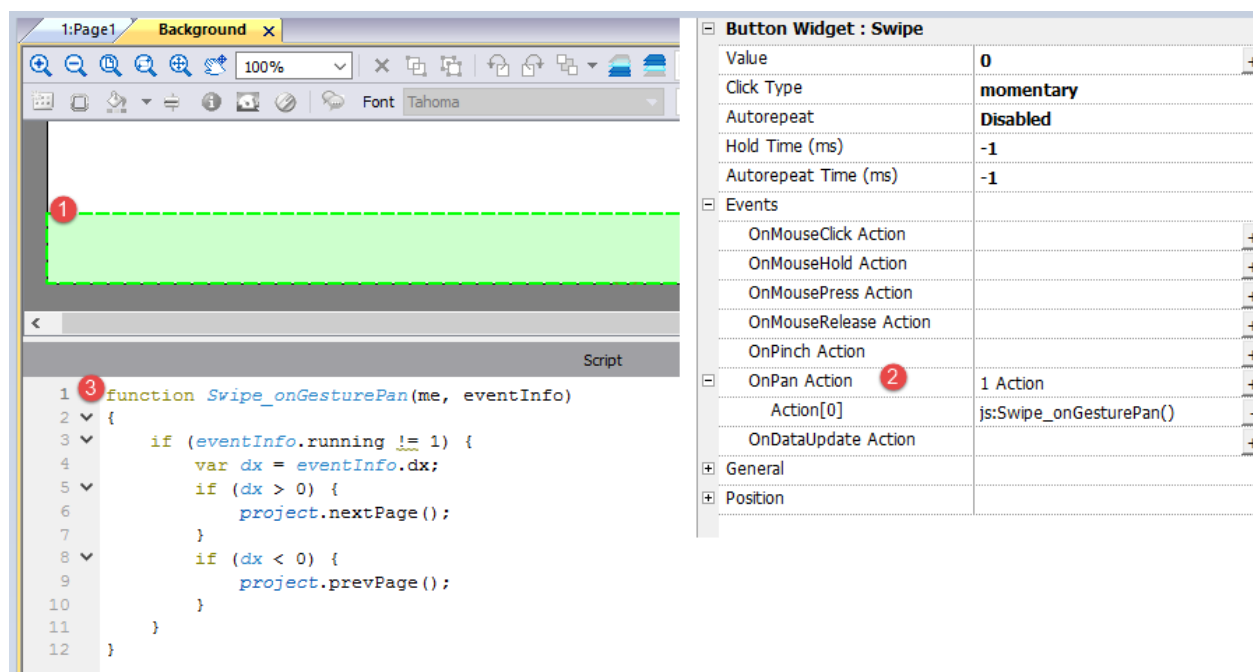 1:Page1 Background x
100%
Font Tahoma
1
Script
1 3 function Swipe_onGesturePan(me, eventInfo)
2 {
3 if (eventInfo.running != 1) {
4 var dx = eventInfo.dx;
5 if (dx > 0) {
6 project.nextPage();
7 }
8 if (dx < 0) {
9 project.prevPage();
10 }
11 }
12 }
Button Widget : Swipe
Value 0 +
Click Type momentary
Autorepeat Disabled
Hold Time (ms) -1
Autorepeat Time (ms) -1
Events
OnMouseClick Action +
OnMouseHold Action +
OnMousePress Action +
OnMouseRelease Action +
OnPinch Action +
OnPan Action 2 1 Action +
Action[0] js:Swipe_onGesturePan() -
OnDataUpdate Action +
General
Position